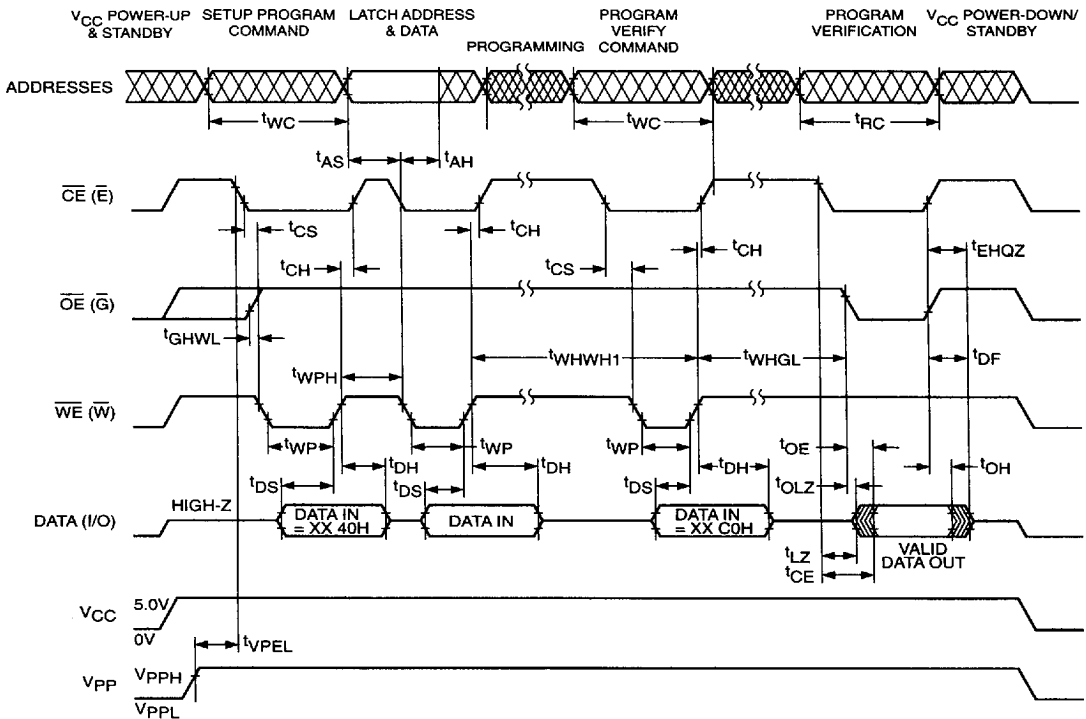 VCC POWER-UP & STANDBY
SETUP PROGRAM COMMAND
LATCH ADDRESS & DATA
PROGRAMMING
PROGRAM VERIFY COMMAND
PROGRAM VERIFICATION
VCC POWER-DOWN/ STANDBY
ADDRESSES
tWC
tWC
tRC
tAS
tAH
C̅E̅ (E̅)
tCS
tCH
tCH
tCS
tCH
tEHQZ
O̅E̅ (G̅)
tGHWL
tWPH
tWHWH1
tWHGL
tDF
W̅E̅ (W̅)
tWP
tWP
tWP
tOE
tDH
tDH
tDH
tOH
tDS
tDS
tDS
tOLZ
HIGH-Z
DATA (I/O)
DATA IN = XX 40H
DATA IN
DATA IN = XX C0H
VALID DATA OUT
tLZ
tCE
VCC
5.0V
0V
tVPEL
VPP
VPPH
VPPL